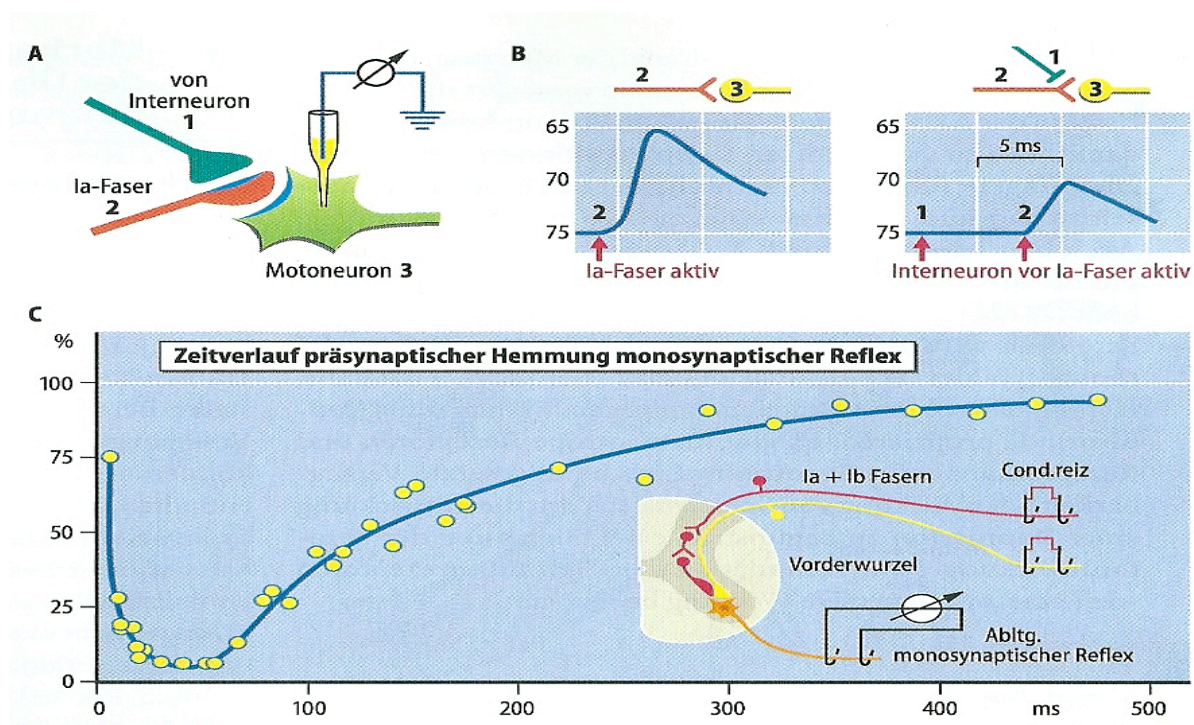 A
von
Interneuron
1
Ia-Faser
2
Motoneuron 3
B
2
3
65
70
75
2
Ia-Faser aktiv
1
2
3
65
70
75
5 ms
1
2
Interneuron vor Ia-Faser aktiv
C
%
Zeitverlauf präsynaptischer Hemmung monosynaptischer Reflex
100
75
50
25
0
Ia + Ib Fasern
Cond.reiz
Vorderwurzel
Abltg.
monosynaptischer Reflex
0
100
200
300
400
ms
500